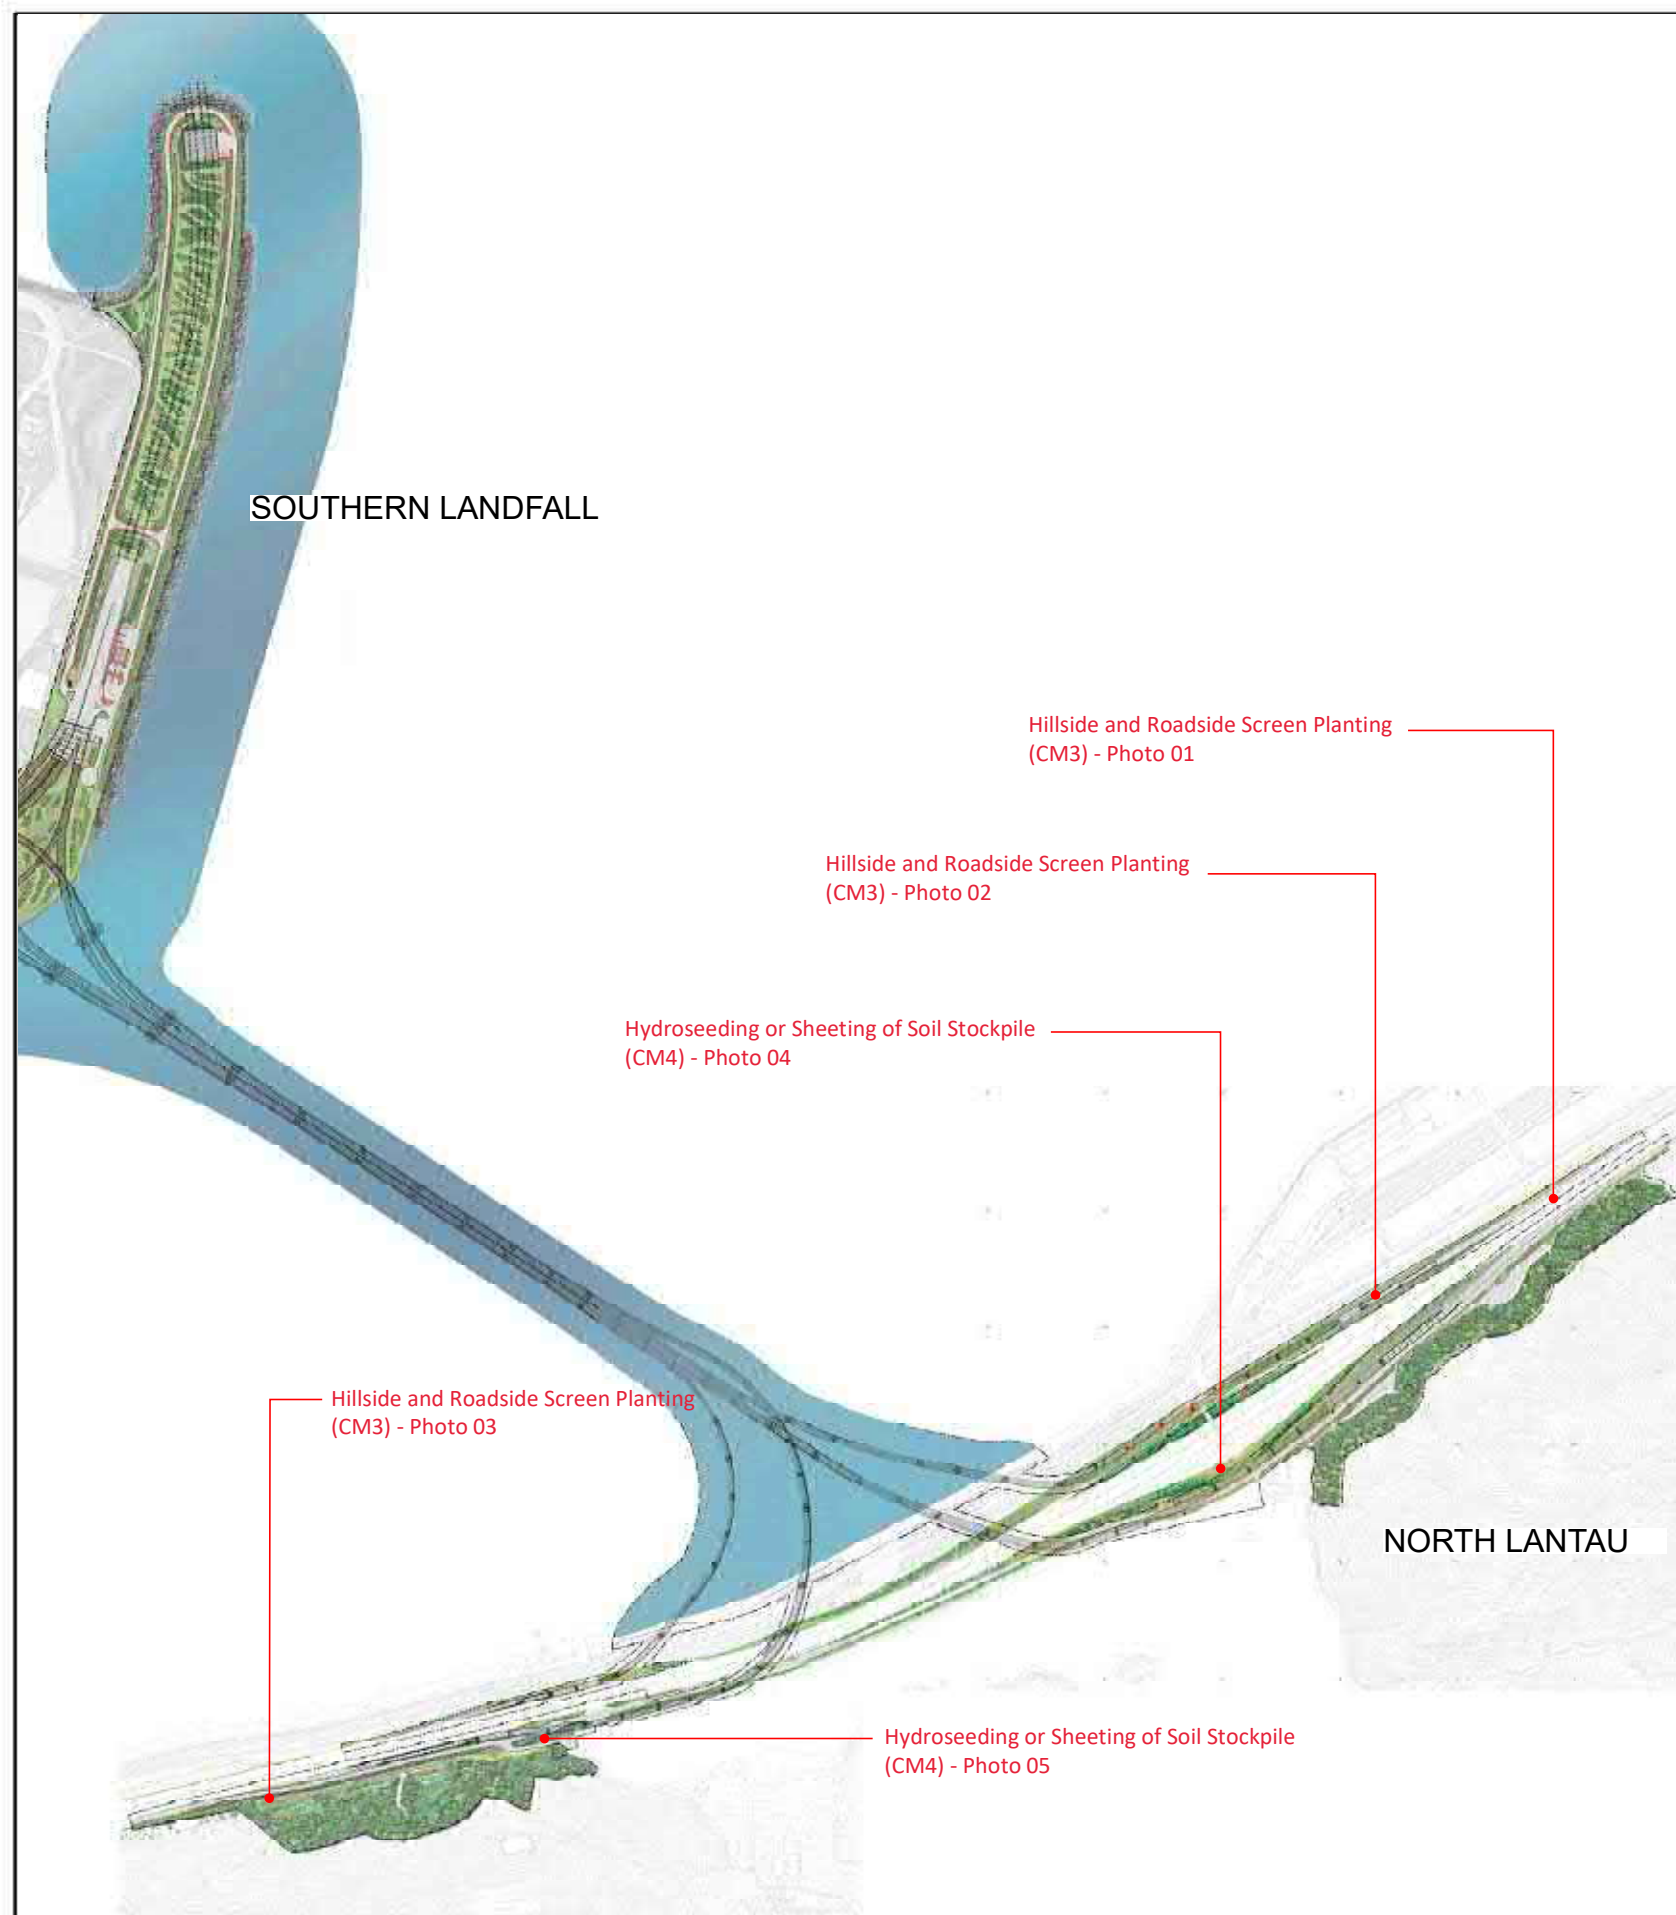 SOUTHERN LANDFALL
Hillside and Roadside Screen Planting
(CM3) - Photo 01
Hillside and Roadside Screen Planting
(CM3) - Photo 02
Hydroseeding or Sheeting of Soil Stockpile
(CM4) - Photo 04
Hillside and Roadside Screen Planting
(CM3) - Photo 03
NORTH LANTAU
Hydroseeding or Sheeting of Soil Stockpile
(CM4) - Photo 05